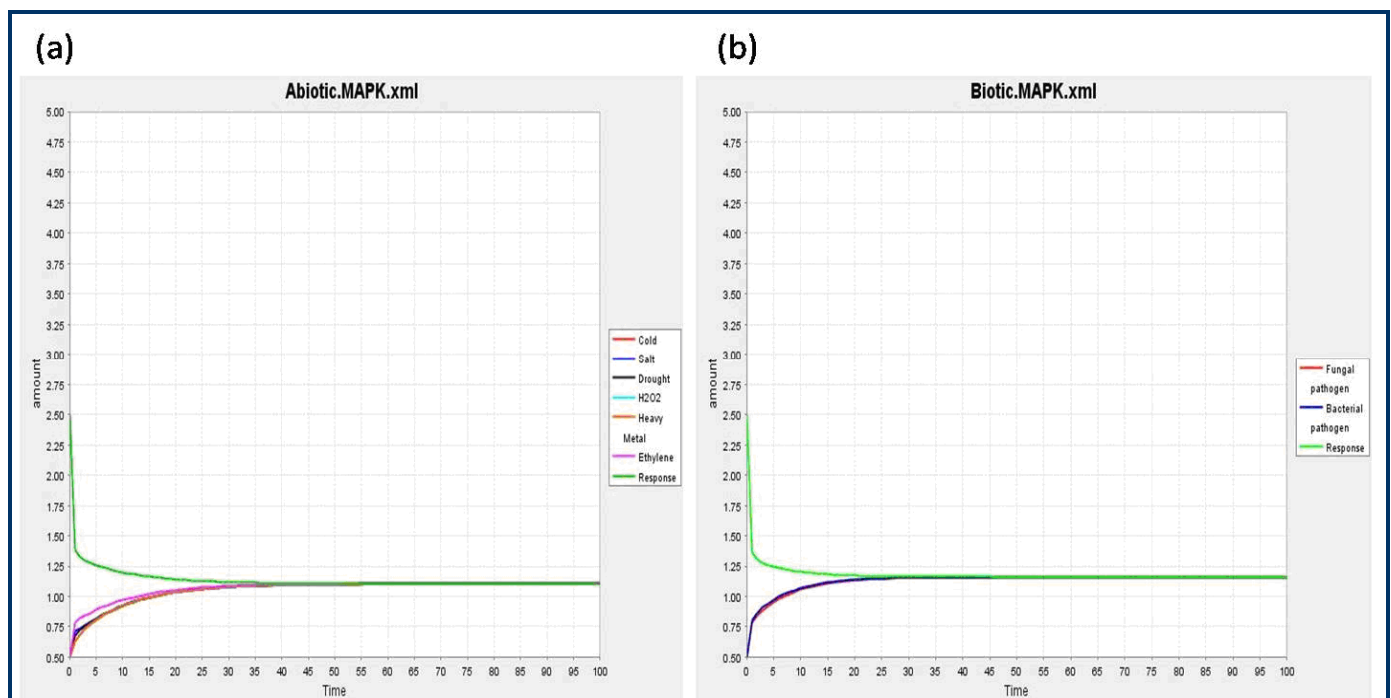 (a)
Abiotic.MAPK.xml
5.00
4.75
4.50
4.25
4.00
3.75
3.50
3.25
3.00
2.75
2.50
2.25
2.00
1.75
1.50
1.25
1.00
0.75
0.50
amount
0 5 10 15 20 25 30 35 40 45 50 55 60 65 70 75 80 85 90 95 100
Time
Cold
Salt
Drought
H2O2
Heavy
Metal
Ethylene
Response
(b)
Biotic.MAPK.xml
5.00
4.75
4.50
4.25
4.00
3.75
3.50
3.25
3.00
2.75
2.50
2.25
2.00
1.75
1.50
1.25
1.00
0.75
0.50
amount
0 5 10 15 20 25 30 35 40 45 50 55 60 65 70 75 80 85 90 95 100
Time
Fungal
pathogen
Bacterial
pathogen
Response